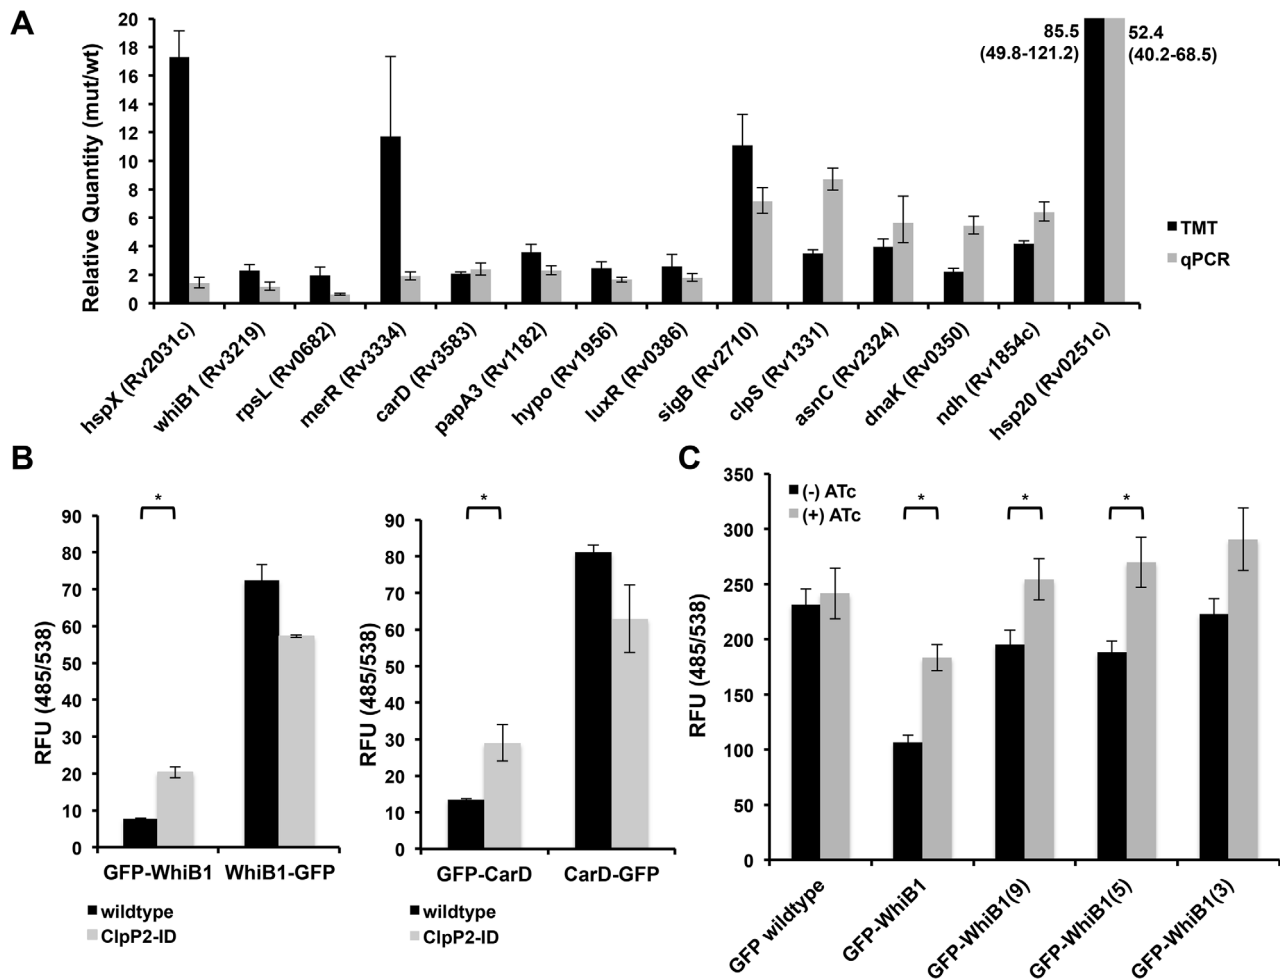 A
Relative Quantity (mut/wt)
20
18
16
14
12
10
8
6
4
2
0
85.5
(49.8-121.2)
52.4
(40.2-68.5)
TMT
qPCR
hspX (Rv2031c)
whiB1 (Rv3219)
rpsL (Rv0682)
merR (Rv3334)
carD (Rv3583)
papA3 (Rv1182)
hypo (Rv1956)
luxR (Rv0386)
sigB (Rv2710)
clpS (Rv1331)
asnC (Rv2324)
dnaK (Rv0350)
ndh (Rv1854c)
hsp20 (Rv0251c)
B
RFU (485/538)
90
80
70
60
50
40
30
20
10
0
*
GFP-WhiB1 WhiB1-GFP
wildtype
ClpP2-ID
RFU (485/538)
90
80
70
60
50
40
30
20
10
0
*
GFP-CarD CarD-GFP
wildtype
ClpP2-ID
C
RFU (485/538)
350
300
250
200
150
100
50
0
(-) ATc
(+) ATc
* * *
GFP wildtype
GFP-WhiB1
GFP-WhiB1(9)
GFP-WhiB1(5)
GFP-WhiB1(3)